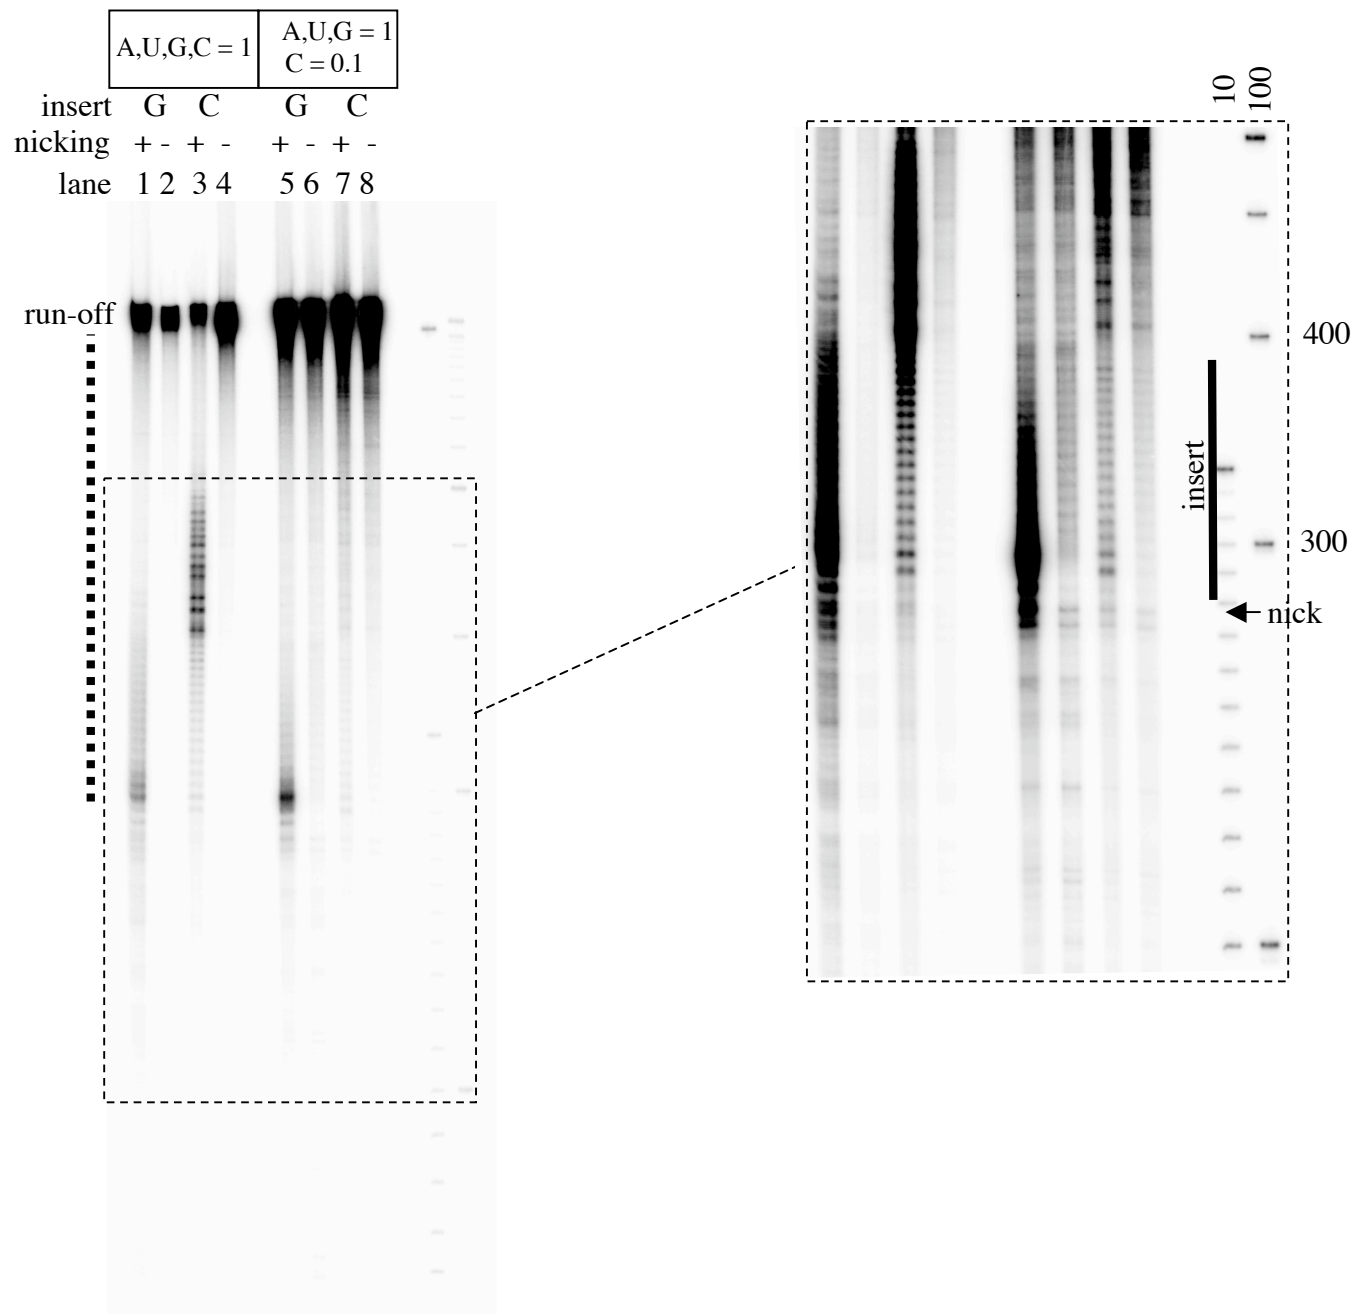 A,U,G,C = 1
A,U,G = 1
C = 0.1
insert G C G C
nicking + - + - + - + -
lane 1 2 3 4 5 6 7 8
run-off
10
100
400
insert
300
nick